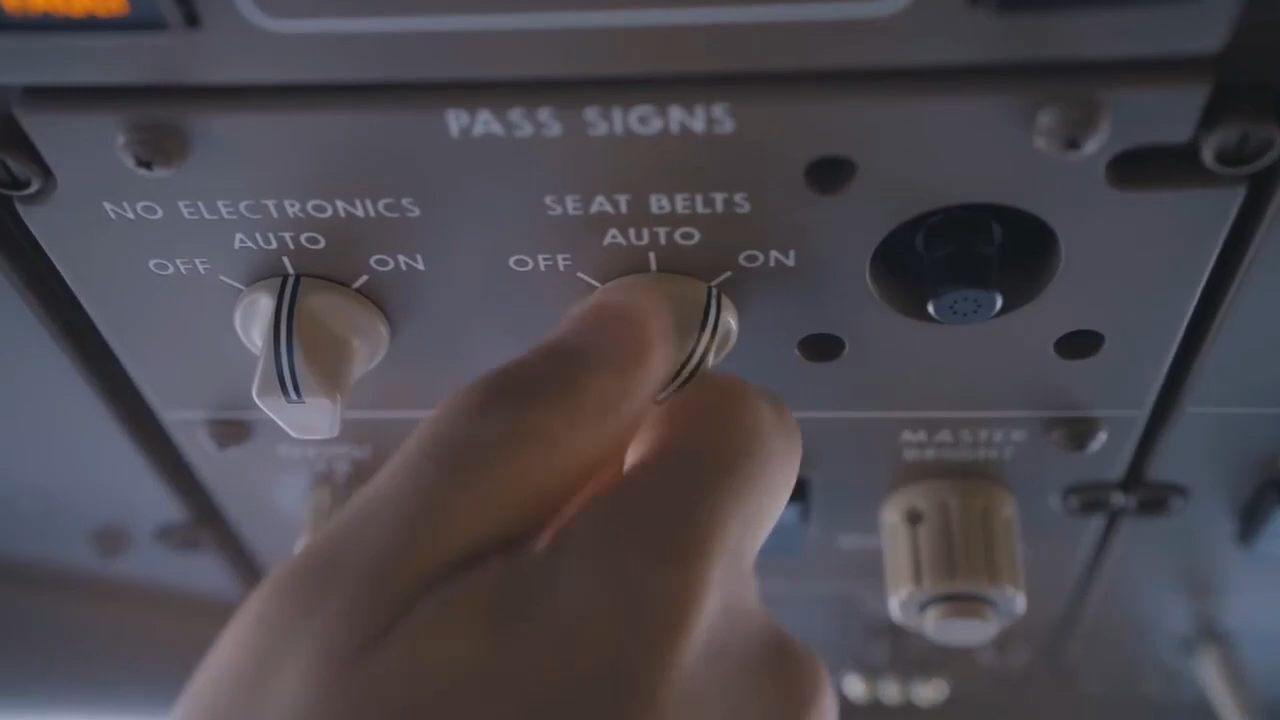 PASS SIGNS
NO ELECTRONICS
AUTO
OFF
ON
SEAT BELTS
AUTO
OFF
ON
MASTER
BRIGHT